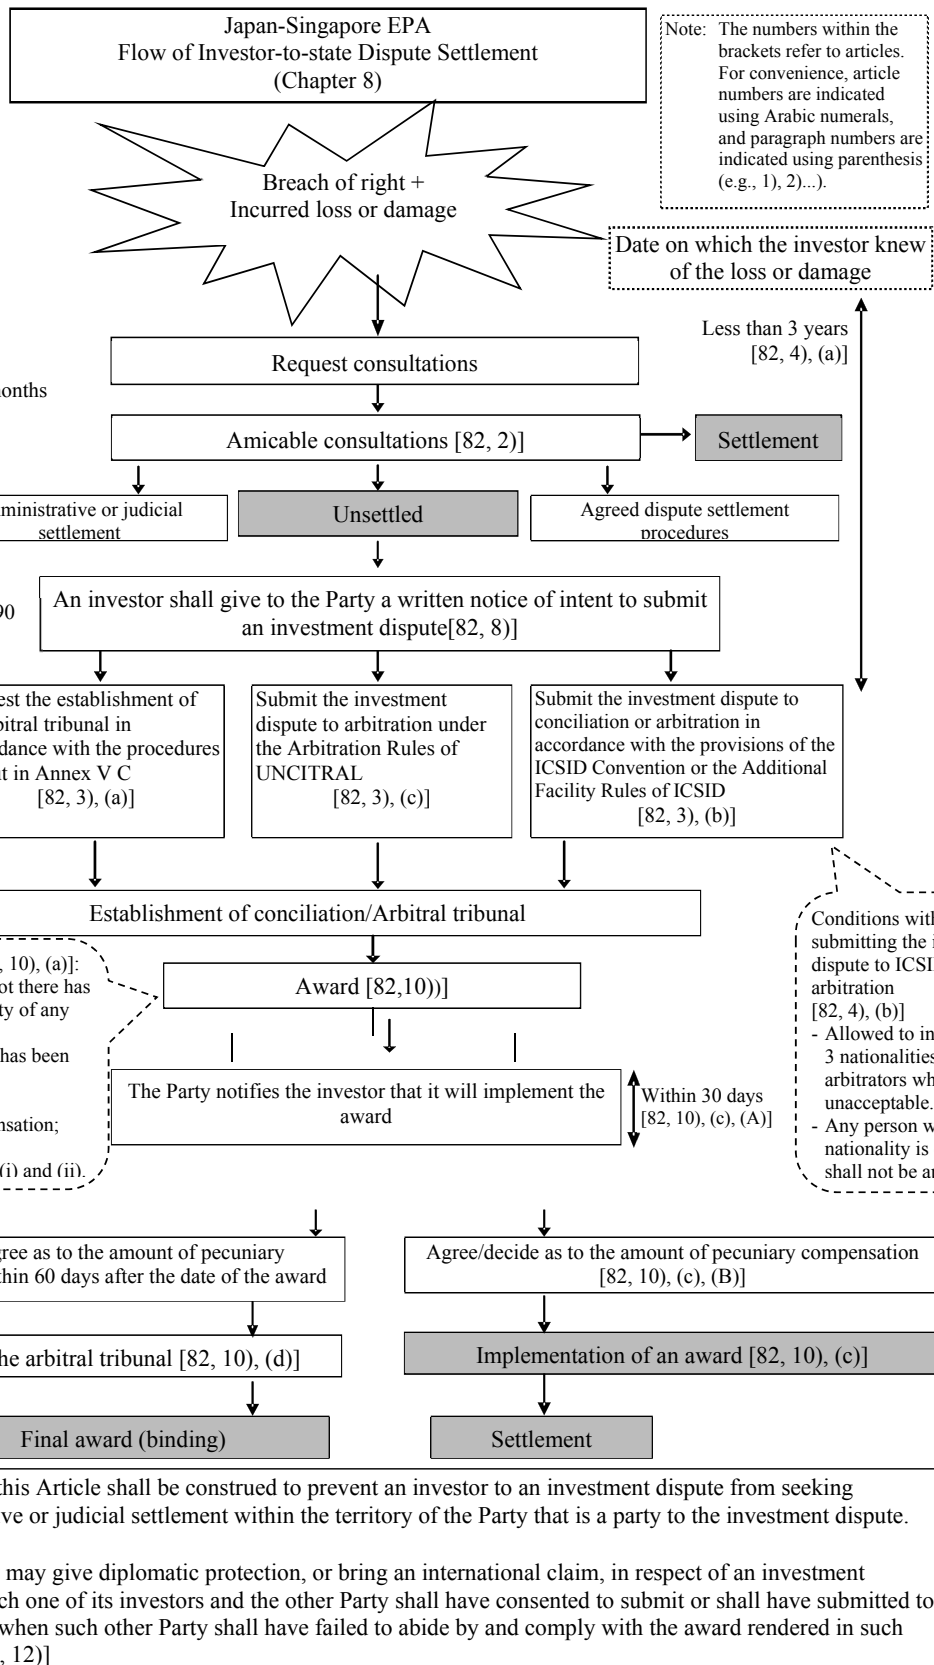 Japan-Singapore EPA
Flow of Investor-to-state Dispute Settlement
(Chapter 8)
Note: The numbers within the
brackets refer to articles.
For convenience, article
numbers are indicated
using Arabic numerals,
and paragraph numbers are
indicated using parenthesis
(e.g., 1), 2)...).
Breach of right +
Incurred loss or damage
Date on which the investor knew
of the loss or damage
Less than 3 years
[82, 4), (a)]
Request consultations
onths
Amicable consultations [82, 2)]
Settlement
ministrative or judicial
settlement
Unsettled
Agreed dispute settlement
procedures
90
An investor shall give to the Party a written notice of intent to submit
an investment dispute[82, 8)]
est the establishment of
bitral tribunal in
dance with the procedures
ut in Annex V C
[82, 3), (a)]
Submit the investment
dispute to arbitration under
the Arbitration Rules of
UNCITRAL
[82, 3), (c)]
Submit the investment dispute to
conciliation or arbitration in
accordance with the provisions of the
ICSID Convention or the Additional
Facility Rules of ICSID
[82, 3), (b)]
Establishment of conciliation/Arbitral tribunal
, 10), (a)]:
ot there has
ty of any
has been
nsation;
(i) and (ii).
Award [82,10))]
The Party notifies the investor that it will implement the
award
Within 30 days
[82, 10), (c), (A)]
Conditions with
submitting the i
dispute to ICSI
arbitration
[82, 4), (b)]
- Allowed to in
3 nationalities
arbitrators wh
unacceptable.
- Any person w
nationality is
shall not be a
gree as to the amount of pecuniary
thin 60 days after the date of the award
Agree/decide as to the amount of pecuniary compensation
[82, 10), (c), (B)]
he arbitral tribunal [82, 10), (d)]
Implementation of an award [82, 10), (c)]
Final award (binding)
Settlement
this Article shall be construed to prevent an investor to an investment dispute from seeking
ve or judicial settlement within the territory of the Party that is a party to the investment dispute.
may give diplomatic protection, or bring an international claim, in respect of an investment
ch one of its investors and the other Party shall have consented to submit or shall have submitted to
when such other Party shall have failed to abide by and comply with the award rendered in such
, 12)]